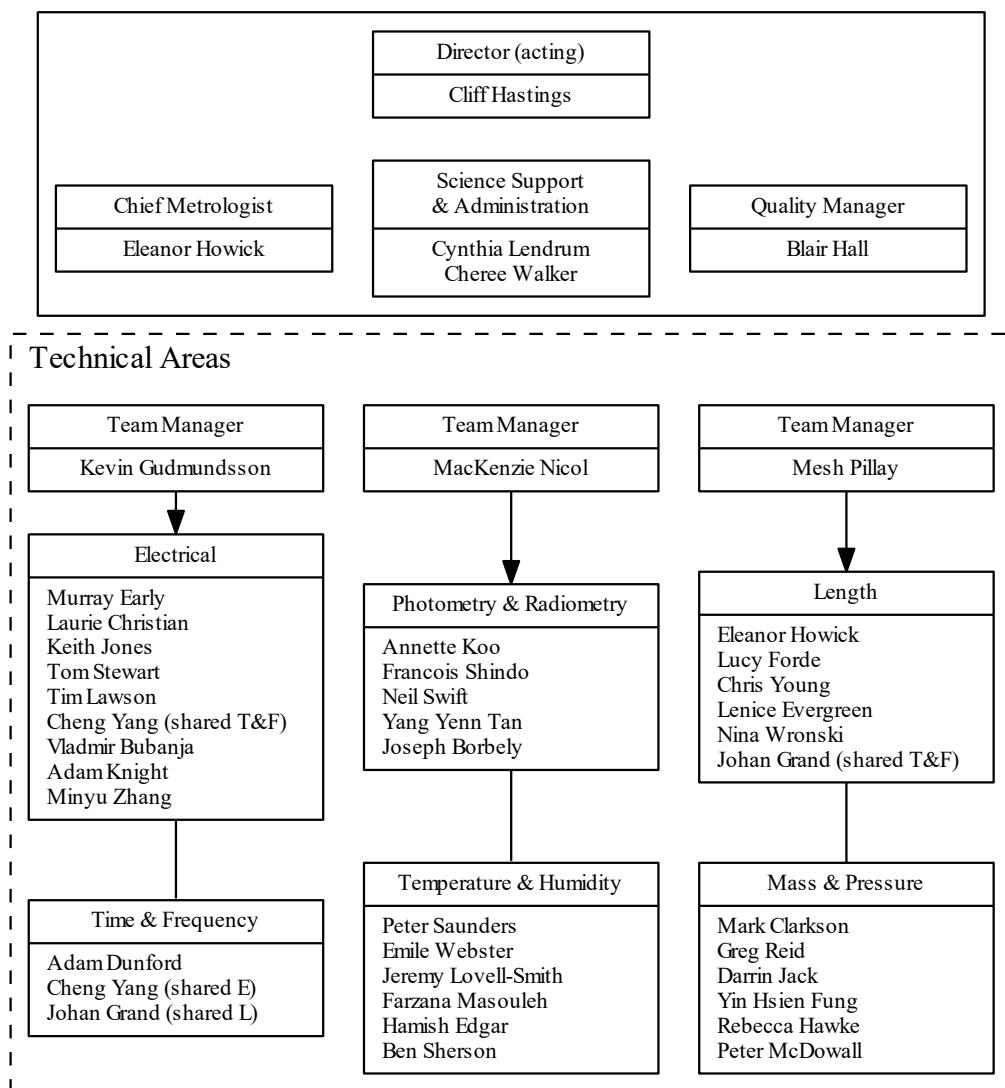 Director (acting)
Cliff Hastings
Chief Metrologist
Eleanor Howick
Science Support
& Administration
Cynthia Lendrum
Cheree Walker
Quality Manager
Blair Hall
Technical Areas
Team Manager
Kevin Gudmundsson
Electrical
Murray Early
Laurie Christian
Keith Jones
Tom Stewart
Tim Lawson
Cheng Yang (shared T&F)
Vladmir Bubanja
Adam Knight
Minyu Zhang
Time & Frequency
Adam Dunford
Cheng Yang (shared E)
Johan Grand (shared L)
Team Manager
MacKenzie Nicol
Photometry & Radiometry
Annette Koo
Francois Shindo
Neil Swift
Yang Yenn Tan
Joseph Borbely
Temperature & Humidity
Peter Saunders
Emile Webster
Jeremy Lovell-Smith
Farzana Masouleh
Hamish Edgar
Ben Sherson
Team Manager
Mesh Pillay
Length
Eleanor Howick
Lucy Forde
Chris Young
Lenice Evergreen
Nina Wronski
Johan Grand (shared T&F)
Mass & Pressure
Mark Clarkson
Greg Reid
Darrin Jack
Yin Hsien Fung
Rebecca Hawke
Peter McDowall